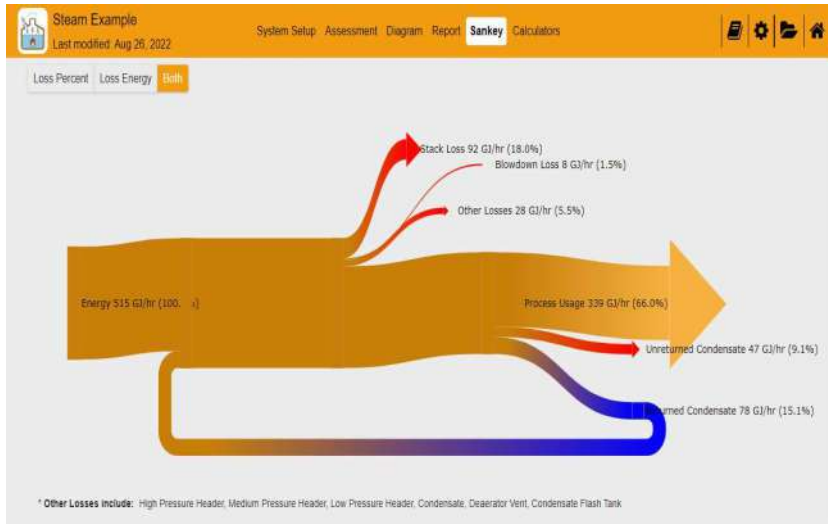 Steam Example
Last modified: Aug 26, 2022
System Setup Assessment Diagram Report Sankey Calculators
Loss Percent Loss Energy Both
Stack Loss 92 GJ/hr (18.0%)
Blowdown Loss 8 GJ/hr (1.5%)
Other Losses 28 GJ/hr (5.5%)
Energy 515 GJ/hr (100.
Process Usage 339 GJ/hr (66.0%)
Unreturned Condensate 47 GJ/hr (9.1%)
Condensate 78 GJ/hr (15.1%)
* Other Losses include: High Pressure Header, Medium Pressure Header, Low Pressure Header, Condensate, Deaerator Vent, Condensate Flash Tank